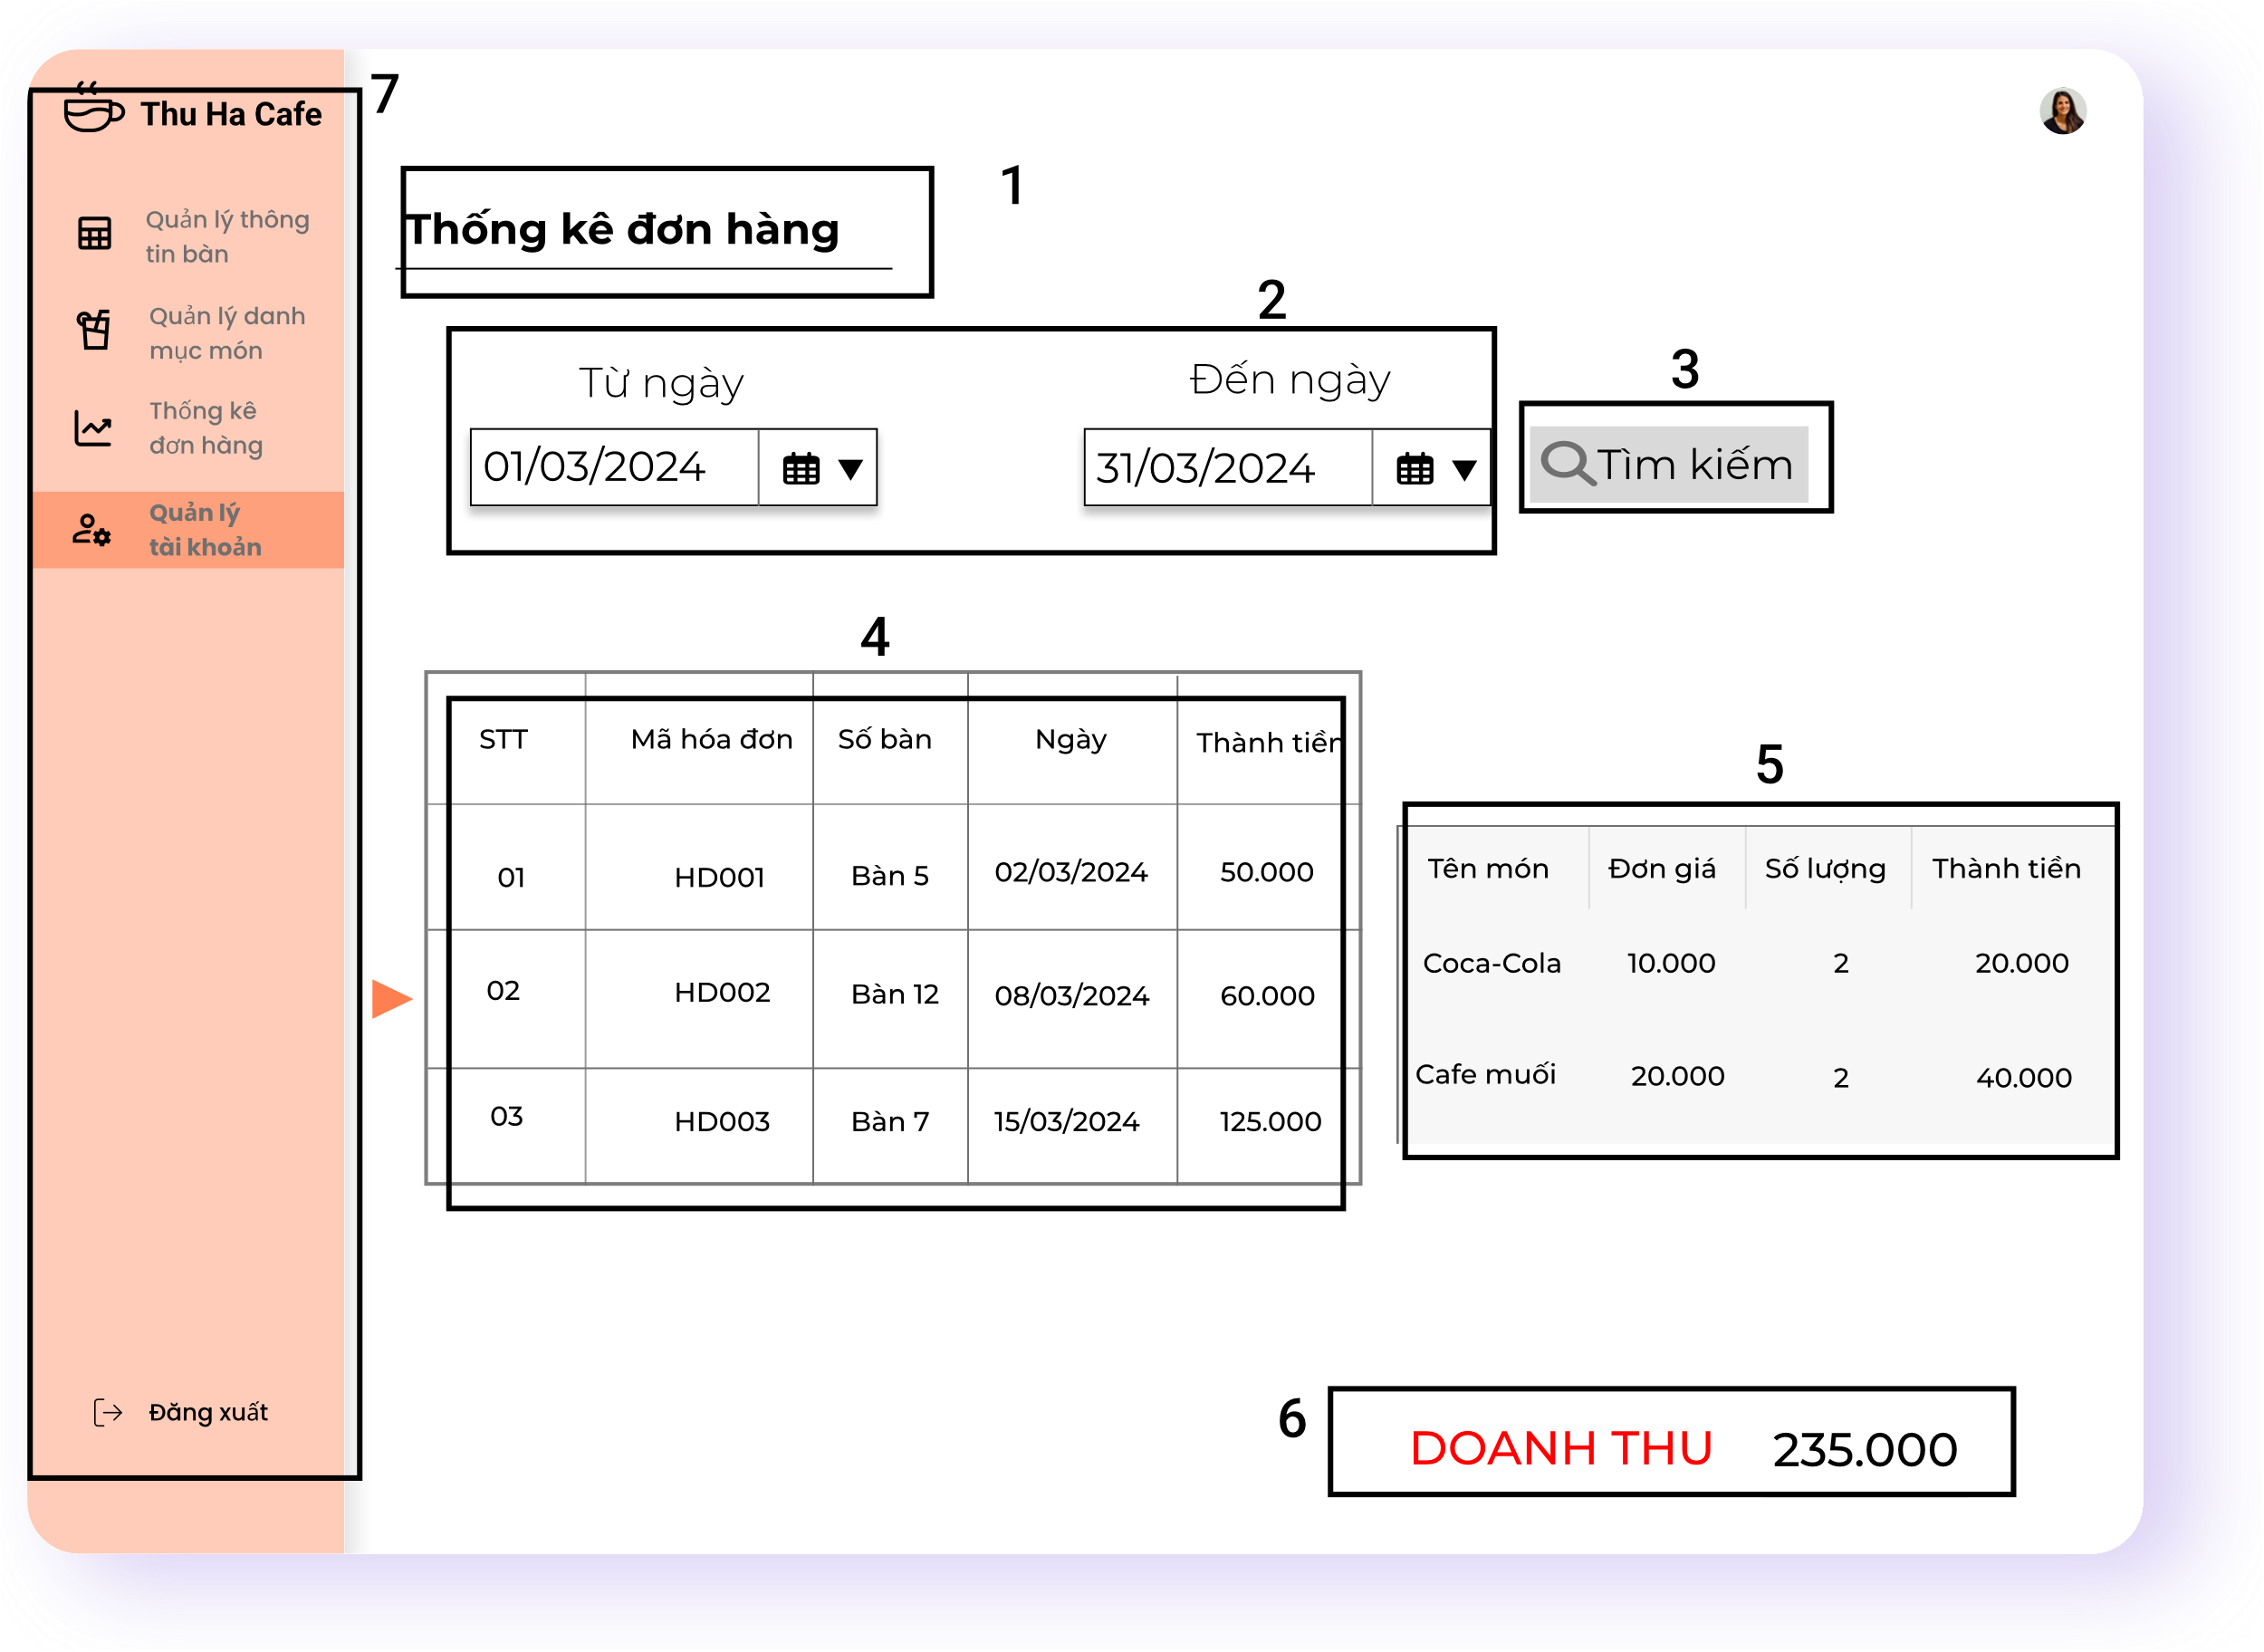 Thu Ha Cafe
7
Quản lý thông
tin bàn
Quản lý danh
mục món
Thống kê
đơn hàng
Quản lý
tài khoản
Đăng xuất
1
Thống kê đơn hàng
2
Từ ngày
Đến ngày
01/03/2024
31/03/2024
3
Tìm kiếm
4
STT Mã hóa đơn Số bàn Ngày Thành tiền
01 HD001 Bàn 5 02/03/2024 50.000
02 HD002 Bàn 12 08/03/2024 60.000
03 HD003 Bàn 7 15/03/2024 125.000
5
Tên món Đơn giá Số lượng Thành tiền
Coca-Cola 10.000 2 20.000
Cafe muối 20.000 2 40.000
6
DOANH THU 235.000